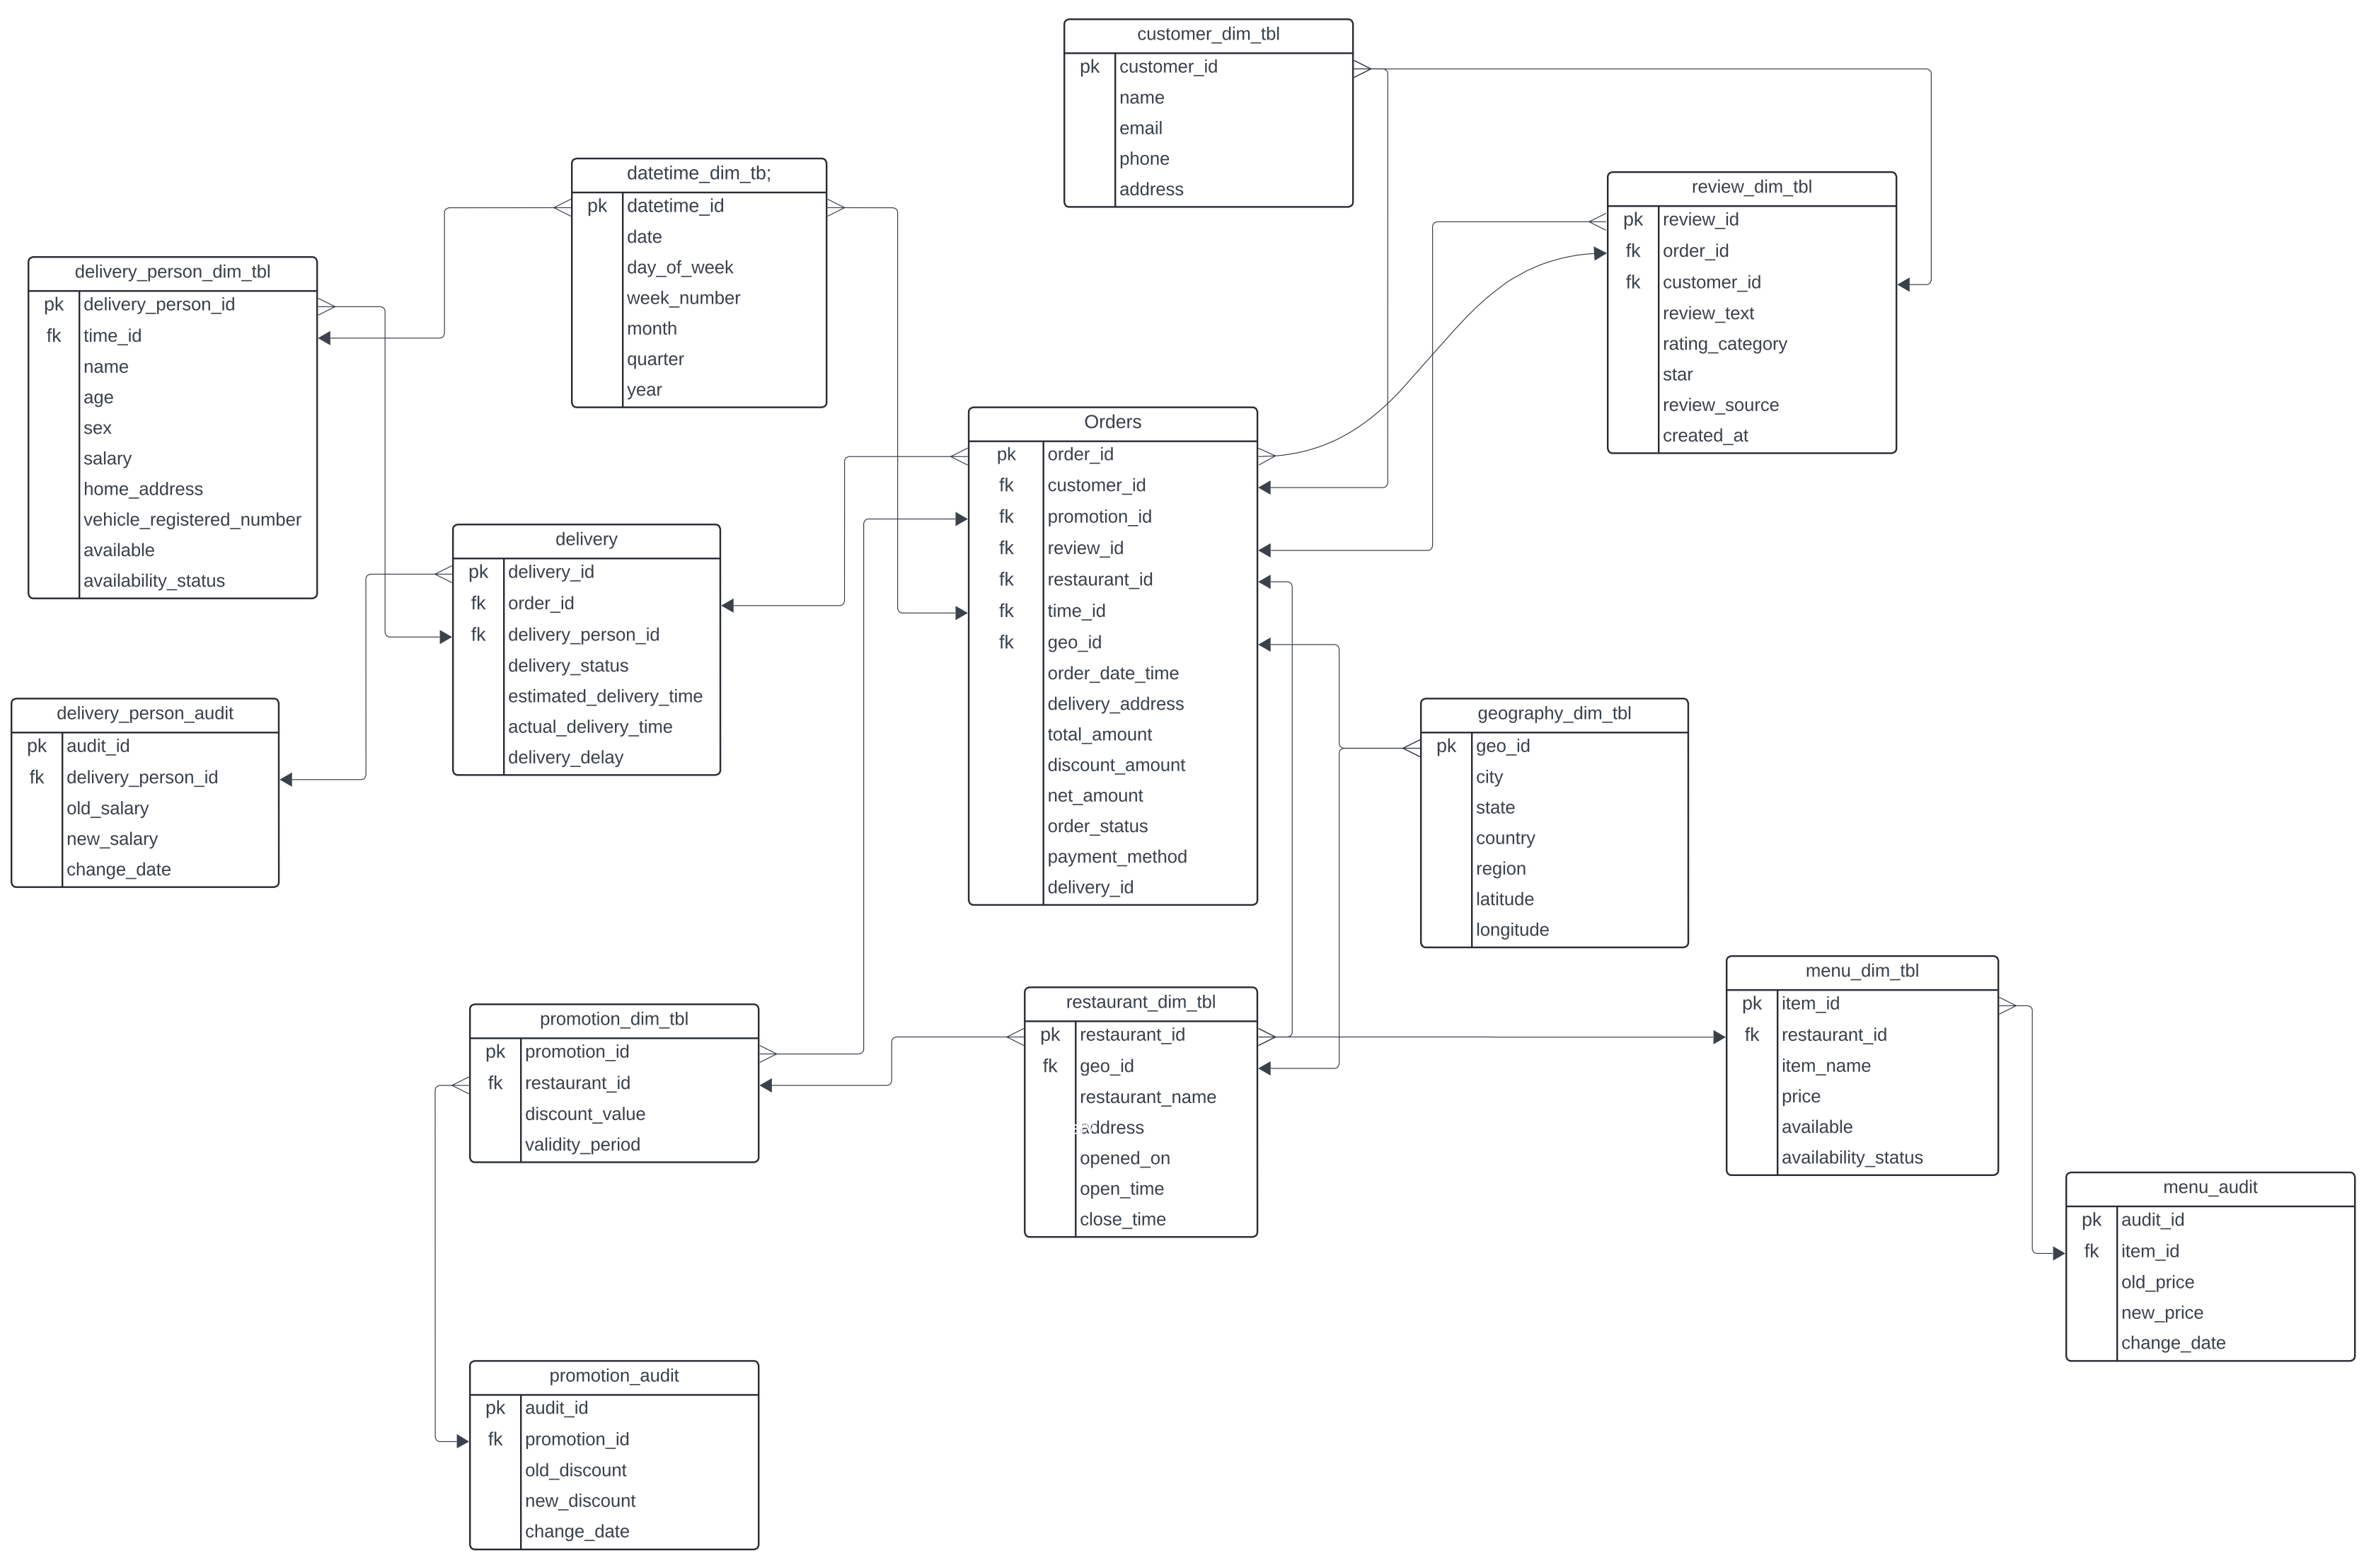 customer_dim_tbl
pk customer_id
name
email
phone
address
datetime_dim_tb;
pk datetime_id
date
day_of_week
week_number
month
quarter
year
review_dim_tbl
pk review_id
fk order_id
fk customer_id
review_text
rating_category
star
review_source
created_at
delivery_person_dim_tbl
pk delivery_person_id
fk time_id
name
age
sex
salary
home_address
vehicle_registered_number
available
availability_status
Orders
pk order_id
fk customer_id
fk promotion_id
fk review_id
fk restaurant_id
fk time_id
fk geo_id
order_date_time
delivery_address
total_amount
discount_amount
net_amount
order_status
payment_method
delivery_id
delivery
pk delivery_id
fk order_id
fk delivery_person_id
delivery_status
estimated_delivery_time
actual_delivery_time
delivery_delay
delivery_person_audit
pk audit_id
fk delivery_person_id
old_salary
new_salary
change_date
geography_dim_tbl
pk geo_id
city
state
country
region
latitude
longitude
promotion_dim_tbl
pk promotion_id
fk restaurant_id
discount_value
validity_period
restaurant_dim_tbl
pk restaurant_id
fk geo_id
restaurant_name
address
opened_on
open_time
close_time
menu_dim_tbl
pk item_id
fk restaurant_id
item_name
price
available
availability_status
menu_audit
pk audit_id
fk item_id
old_price
new_price
change_date
promotion_audit
pk audit_id
fk promotion_id
old_discount
new_discount
change_date